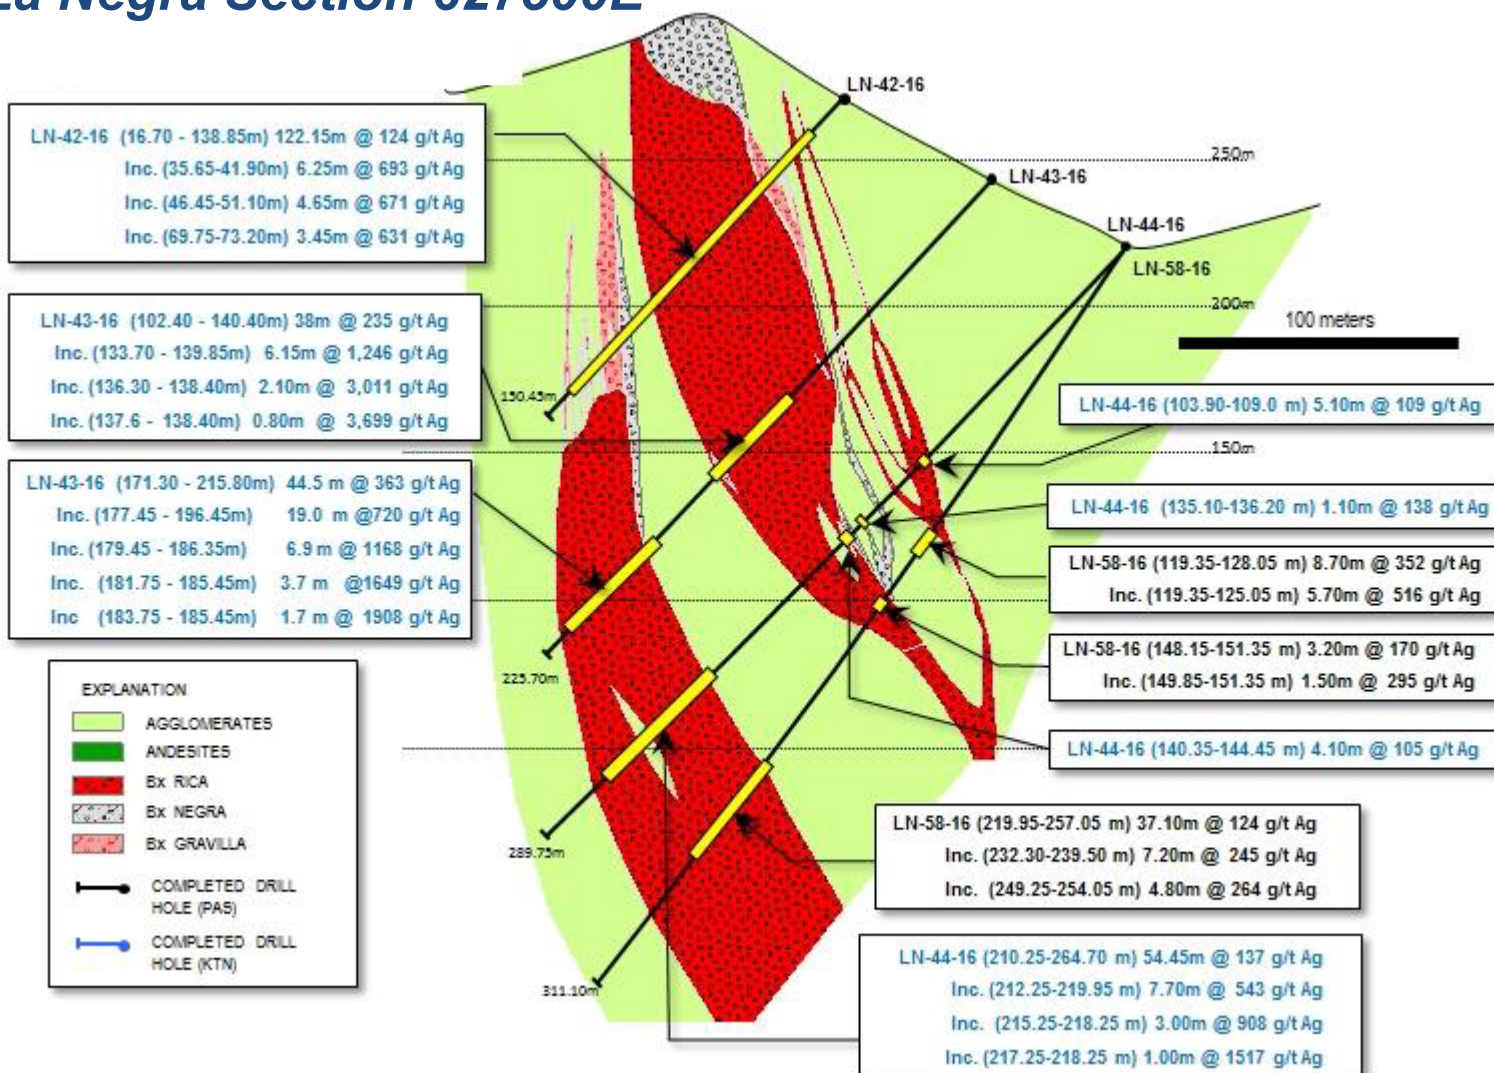 La Negra Section 627800E
LN-42-16
LN-42-16 (16.70 - 138.85m) 122.15m @ 124 g/t Ag
Inc. (35.65-41.90m) 6.25m @ 693 g/t Ag
Inc. (46.45-51.10m) 4.65m @ 671 g/t Ag
Inc. (69.75-73.20m) 3.45m @ 631 g/t Ag
250m
LN-43-16
LN-44-16
LN-58-16
200m
100 meters
LN-43-16 (102.40 - 140.40m) 38m @ 235 g/t Ag
Inc. (133.70 - 139.85m) 6.15m @ 1,246 g/t Ag
Inc. (136.30 - 138.40m) 2.10m @ 3,011 g/t Ag
Inc. (137.6 - 138.40m) 0.80m @ 3,699 g/t Ag
150.45m
LN-44-16 (103.90-109.0 m) 5.10m @ 109 g/t Ag
150m
LN-43-16 (171.30 - 215.80m) 44.5 m @ 363 g/t Ag
Inc. (177.45 - 196.45m) 19.0 m @720 g/t Ag
Inc. (179.45 - 186.35m) 6.9 m @ 1168 g/t Ag
Inc. (181.75 - 185.45m) 3.7 m @1649 g/t Ag
Inc (183.75 - 185.45m) 1.7 m @ 1908 g/t Ag
LN-44-16 (135.10-136.20 m) 1.10m @ 138 g/t Ag
LN-58-16 (119.35-128.05 m) 8.70m @ 352 g/t Ag
Inc. (119.35-125.05 m) 5.70m @ 516 g/t Ag
LN-58-16 (148.15-151.35 m) 3.20m @ 170 g/t Ag
Inc. (149.85-151.35 m) 1.50m @ 295 g/t Ag
LN-44-16 (140.35-144.45 m) 4.10m @ 105 g/t Ag
225.70m
EXPLANATION
AGGLOMERATES
ANDESITES
Bx RICA
Bx NEGRA
Bx GRAVILLA
COMPLETED DRILL
HOLE (PAS)
COMPLETED DRILL
HOLE (KTN)
289.75m
LN-58-16 (219.95-257.05 m) 37.10m @ 124 g/t Ag
Inc. (232.30-239.50 m) 7.20m @ 245 g/t Ag
Inc. (249.25-254.05 m) 4.80m @ 264 g/t Ag
311.10m
LN-44-16 (210.25-264.70 m) 54.45m @ 137 g/t Ag
Inc. (212.25-219.95 m) 7.70m @ 543 g/t Ag
Inc. (215.25-218.25 m) 3.00m @ 908 g/t Ag
Inc. (217.25-218.25 m) 1.00m @ 1517 g/t Ag